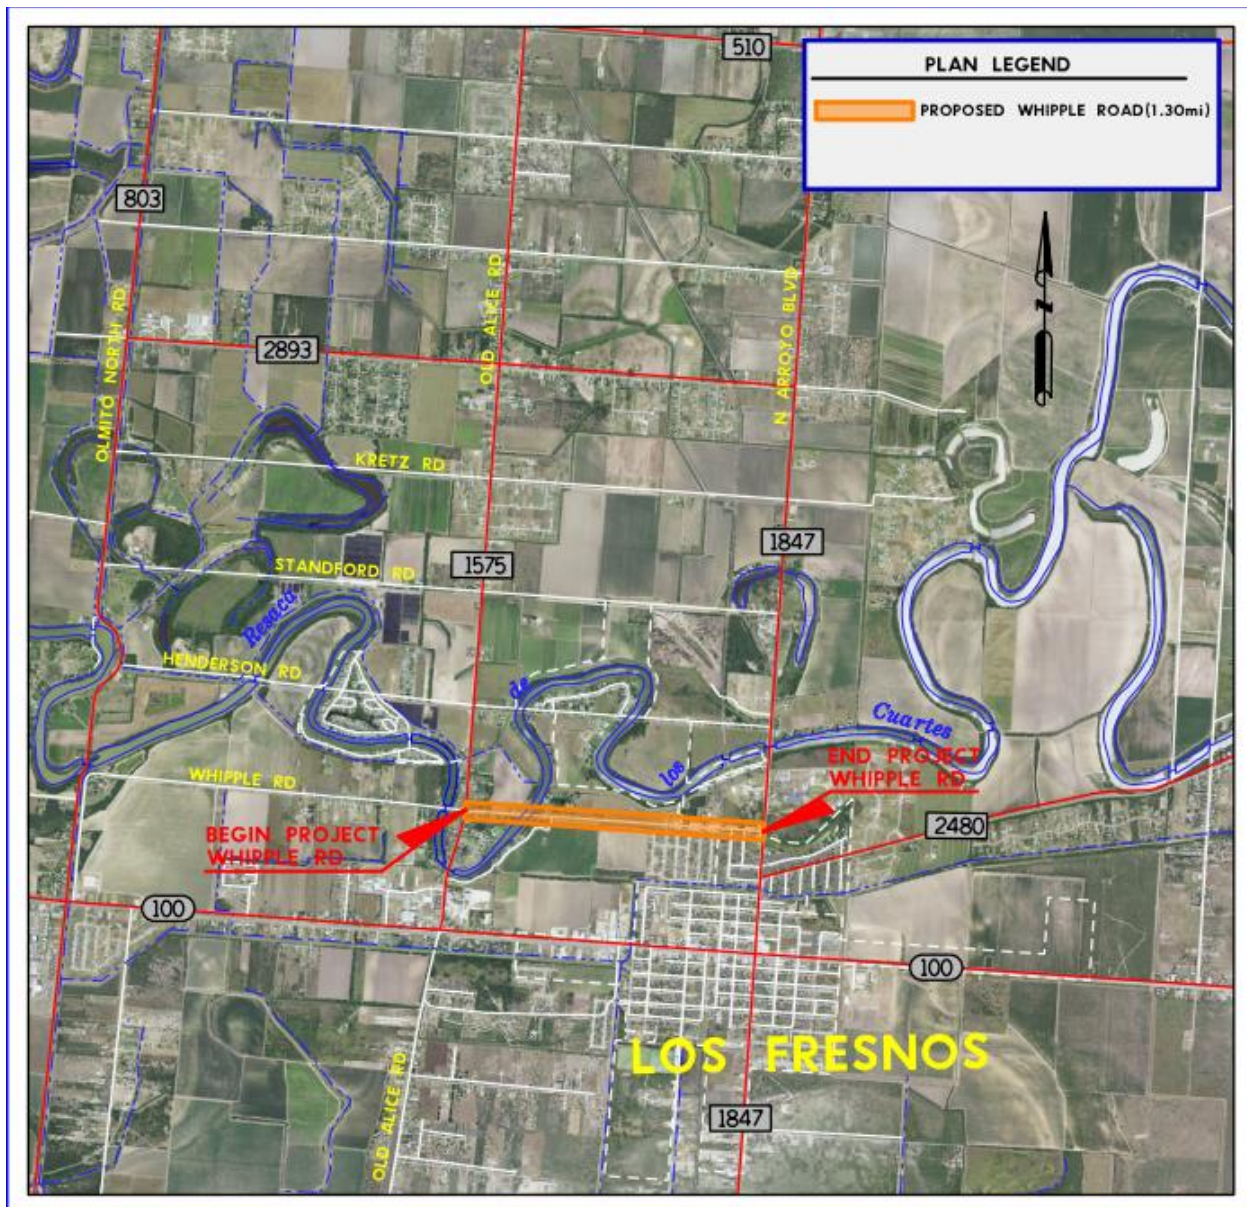 510
PLAN LEGEND
PROPOSED WHIPPLE ROAD(1.30mi)
803
N
OLMITO NORTH RD
OLD ALICE RD
N ARROYO BLVD
2893
KRETZ RD
1847
1575
STANDFORD RD
Resaca
HENDERSON RD
de
los
Cuartes
WHIPPLE RD
END PROJECT
WHIPPLE RD
BEGIN PROJECT
WHIPPLE RD
2480
100
100
LOS FRESNOS
OLD ALICE RD
1847